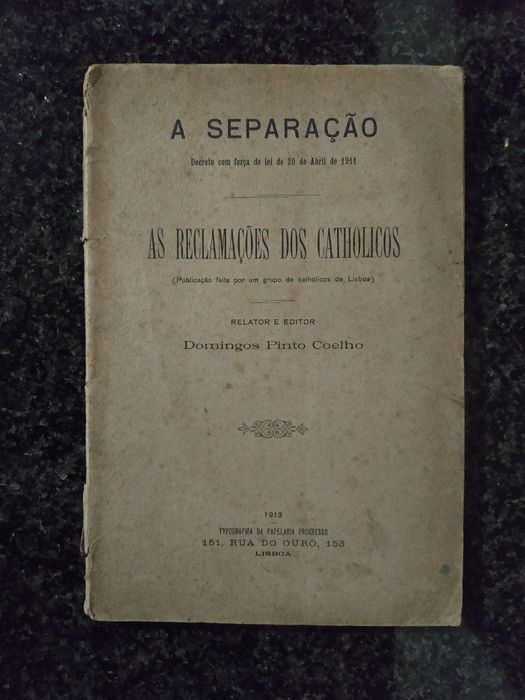 A SEPARAÇÃO
Decreto com força de lei de 20 de Abril de 1911
AS RECLAMAÇÕES DOS CATHOLICOS
(Publicação feita por um grupo de catholicos de Lisboa)
RELATOR E EDITOR
Domingos Pinto Coelho
1913
TYPOGRAPHIA DA PAPELARIA PROGRESSO
151, RUA DO OURO, 153
LISBOA